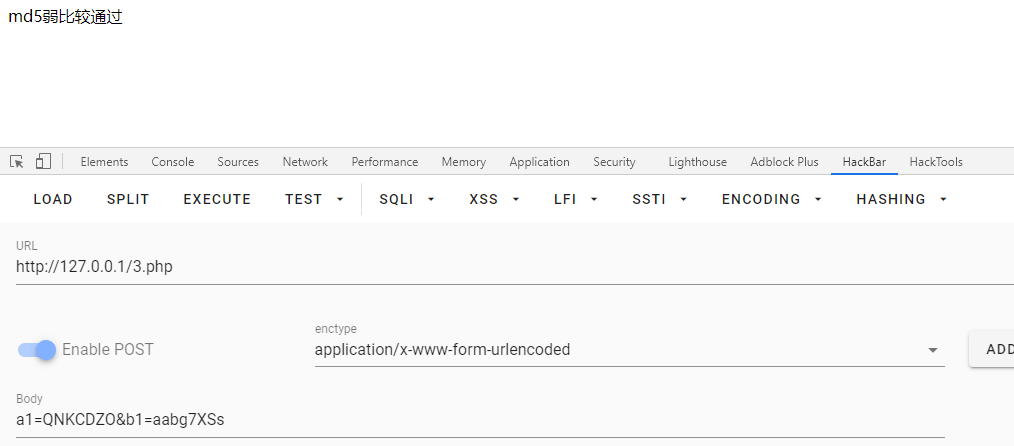 md5弱比较通过
Elements Console Sources Network Performance Memory Application Security Lighthouse Adblock Plus HackBar HackTools
LOAD SPLIT EXECUTE TEST SQLI XSS LFI SSTI ENCODING HASHING
URL
http://127.0.0.1/3.php
enctype
Enable POST application/x-www-form-urlencoded ADD
Body
a1=QNKCDZO&b1=aabg7XSs